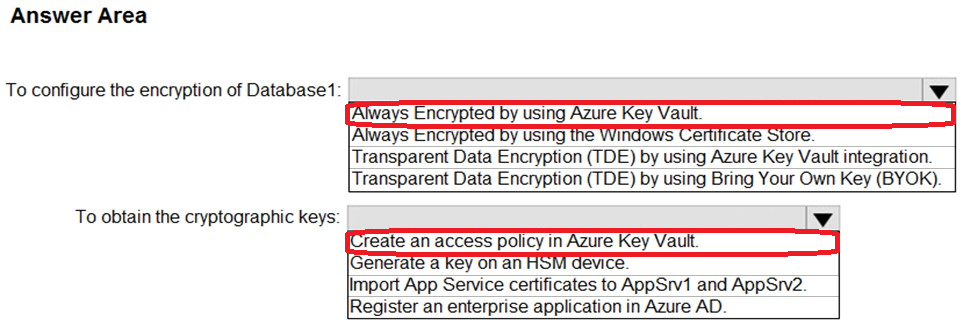 Answer Area
To configure the encryption of Database1:
Always Encrypted by using Azure Key Vault.
Always Encrypted by using the Windows Certificate Store.
Transparent Data Encryption (TDE) by using Azure Key Vault integration.
Transparent Data Encryption (TDE) by using Bring Your Own Key (BYOK).
To obtain the cryptographic keys:
Create an access policy in Azure Key Vault.
Generate a key on an HSM device.
Import App Service certificates to AppSrv1 and AppSrv2.
Register an enterprise application in Azure AD.